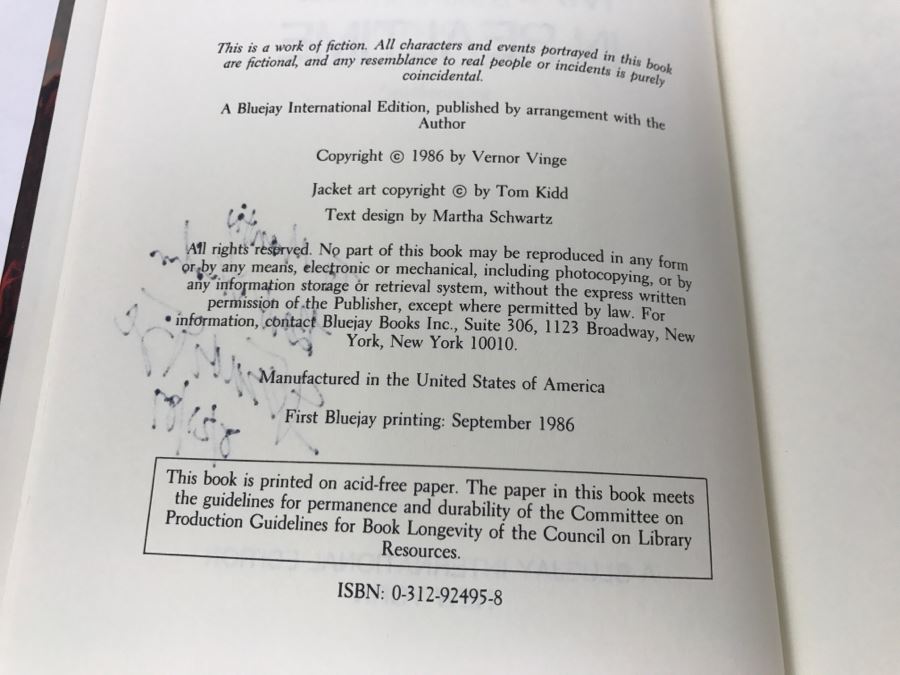 This is a work of fiction. All characters and events portrayed in this book
are fictional, and any resemblance to real people or incidents is purely
coincidental.
A Bluejay International Edition, published by arrangement with the
Author
Copyright © 1986 by Vernor Vinge
Jacket art copyright © by Tom Kidd
Text design by Martha Schwartz
All rights reserved. No part of this book may be reproduced in any form
or by any means, electronic or mechanical, including photocopying, or by
any information storage or retrieval system, without the express written
permission of the Publisher, except where permitted by law. For
information, contact Bluejay Books Inc., Suite 306, 1123 Broadway, New
York, New York 10010.
Manufactured in the United States of America
First Bluejay printing: September 1986
This book is printed on acid-free paper. The paper in this book meets
the guidelines for permanence and durability of the Committee on
Production Guidelines for Book Longevity of the Council on Library
Resources.
ISBN: 0-312-92495-8